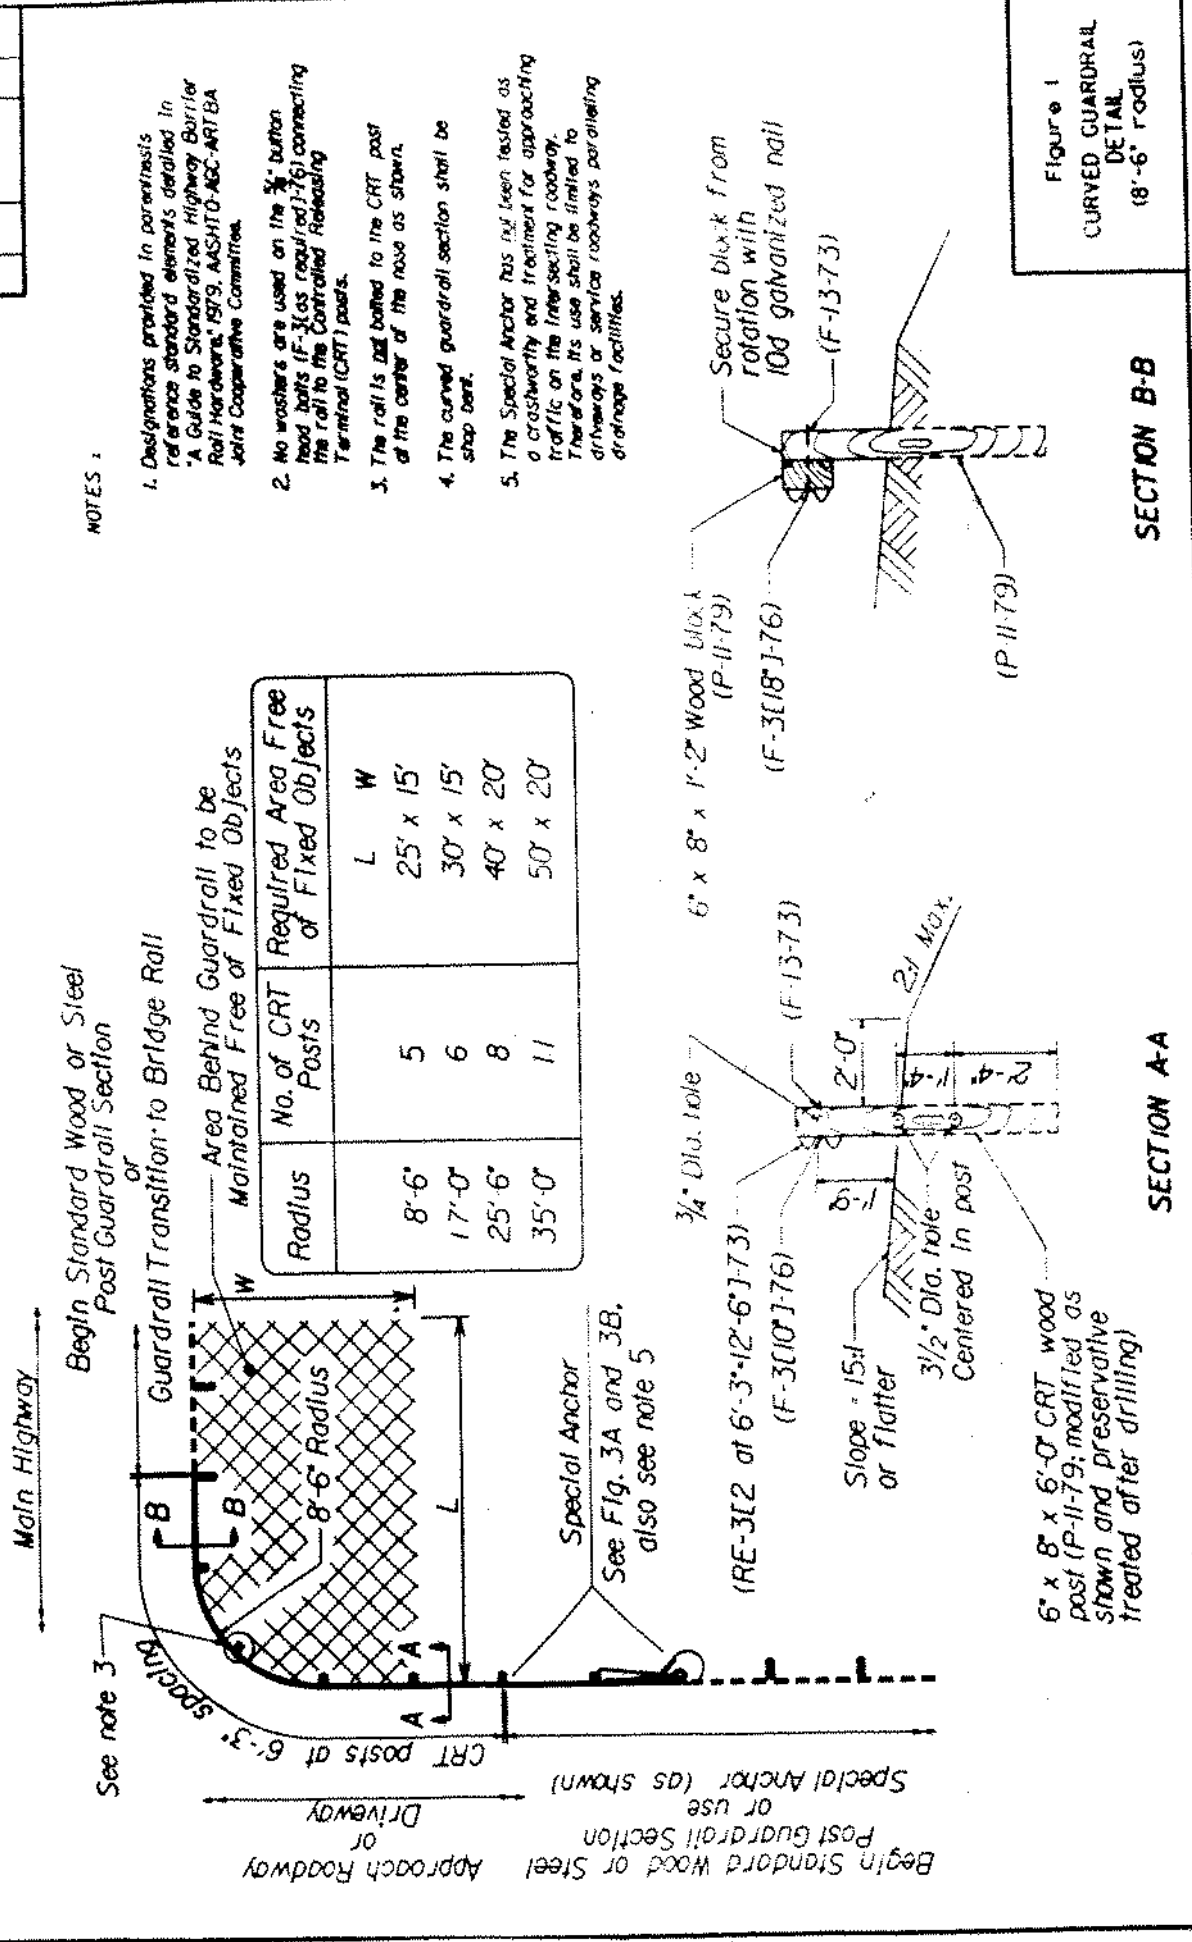 NOTES :
1. Designations provided in parenthesis
reference standard elements detailed in
"A Guide to Standardized Highway Barrier
Rail Hardware," 1979, AASHTO-AGC-ARTBA
Joint Cooperative Committee.
2. No washers are used on the 5/8" button
head bolts (F-3[as required]-76) connecting
the rail to the Controlled Releasing
Terminal (CRT) posts.
3. The rail is not bolted to the CRT post
at the center of the nose as shown.
4. The curved guardrail section shall be
shop bent.
5. The Special Anchor has not been tested as
a crashworthy end treatment for approaching
traffic on the intersecting roadway.
Therefore, its use shall be limited to
driveways or service roadways paralleling
drainage facilities.
Main Highway
Begin Standard Wood or Steel
Post Guardrail Section
or
Guardrail Transition to Bridge Rail
Area Behind Guardrail to be
Maintained Free of Fixed Objects
See note 3
B
B
W
8'-6" Radius
L
A
A
CRT posts at 6'-3" spacing
Approach Roadway
or
Driveway
Begin Standard Wood or Steel
Post Guardrail Section
or use
Special Anchor (as shown)
Special Anchor
See Fig. 3A and 3B.
also see note 5
Radius No. of CRT Posts Required Area Free of Fixed Objects
L W
8'-6" 5 25' x 15'
17'-0" 6 30' x 15'
25'-6" 8 40' x 20'
35'-0" 11 50' x 20'
3/4" Dia. hole
(F-13-73)
(RE-3[2 at 6'-3"=12'-6"]-73)
(F-3[10"]-76)
2'-0"
1'-9"
1'-4"
2'-4"
2:1 Max.
Slope = 15:1
or flatter
3 1/2" Dia. hole
Centered in post
6" x 8" x 6'-0" CRT wood
post (P-11-79; modified as
shown and preservative
treated after drilling)
SECTION A-A
6" x 8" x 1'-2" Wood block
(P-11-79)
(F-3[18"]-76)
Secure block from
rotation with
10d galvanized nail
(F-13-73)
(P-11-79)
SECTION B-B
Figure 1
CURVED GUARDRAIL
DETAIL
(8'-6" radius)